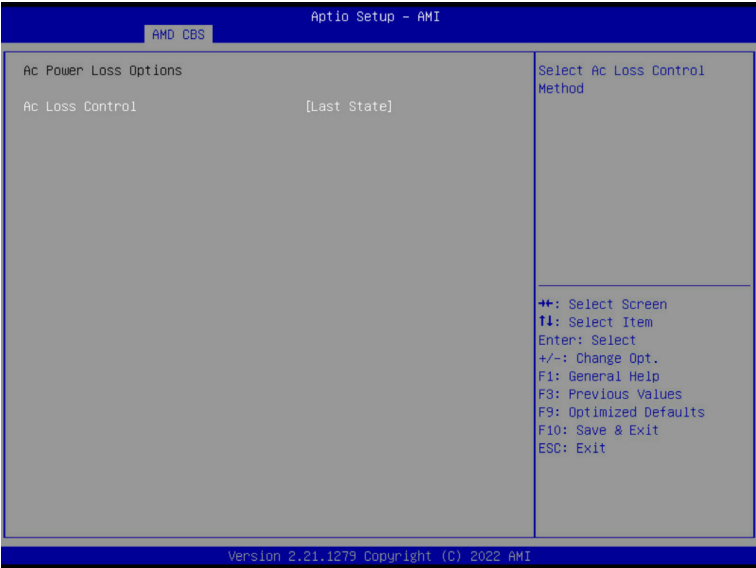 Aptio Setup – AMI
AMD CBS
Ac Power Loss Options
Ac Loss Control [Last State]
Select Ac Loss Control
Method
→←: Select Screen
↑↓: Select Item
Enter: Select
+/-: Change Opt.
F1: General Help
F3: Previous Values
F9: Optimized Defaults
F10: Save & Exit
ESC: Exit
Version 2.21.1279 Copyright (C) 2022 AMI